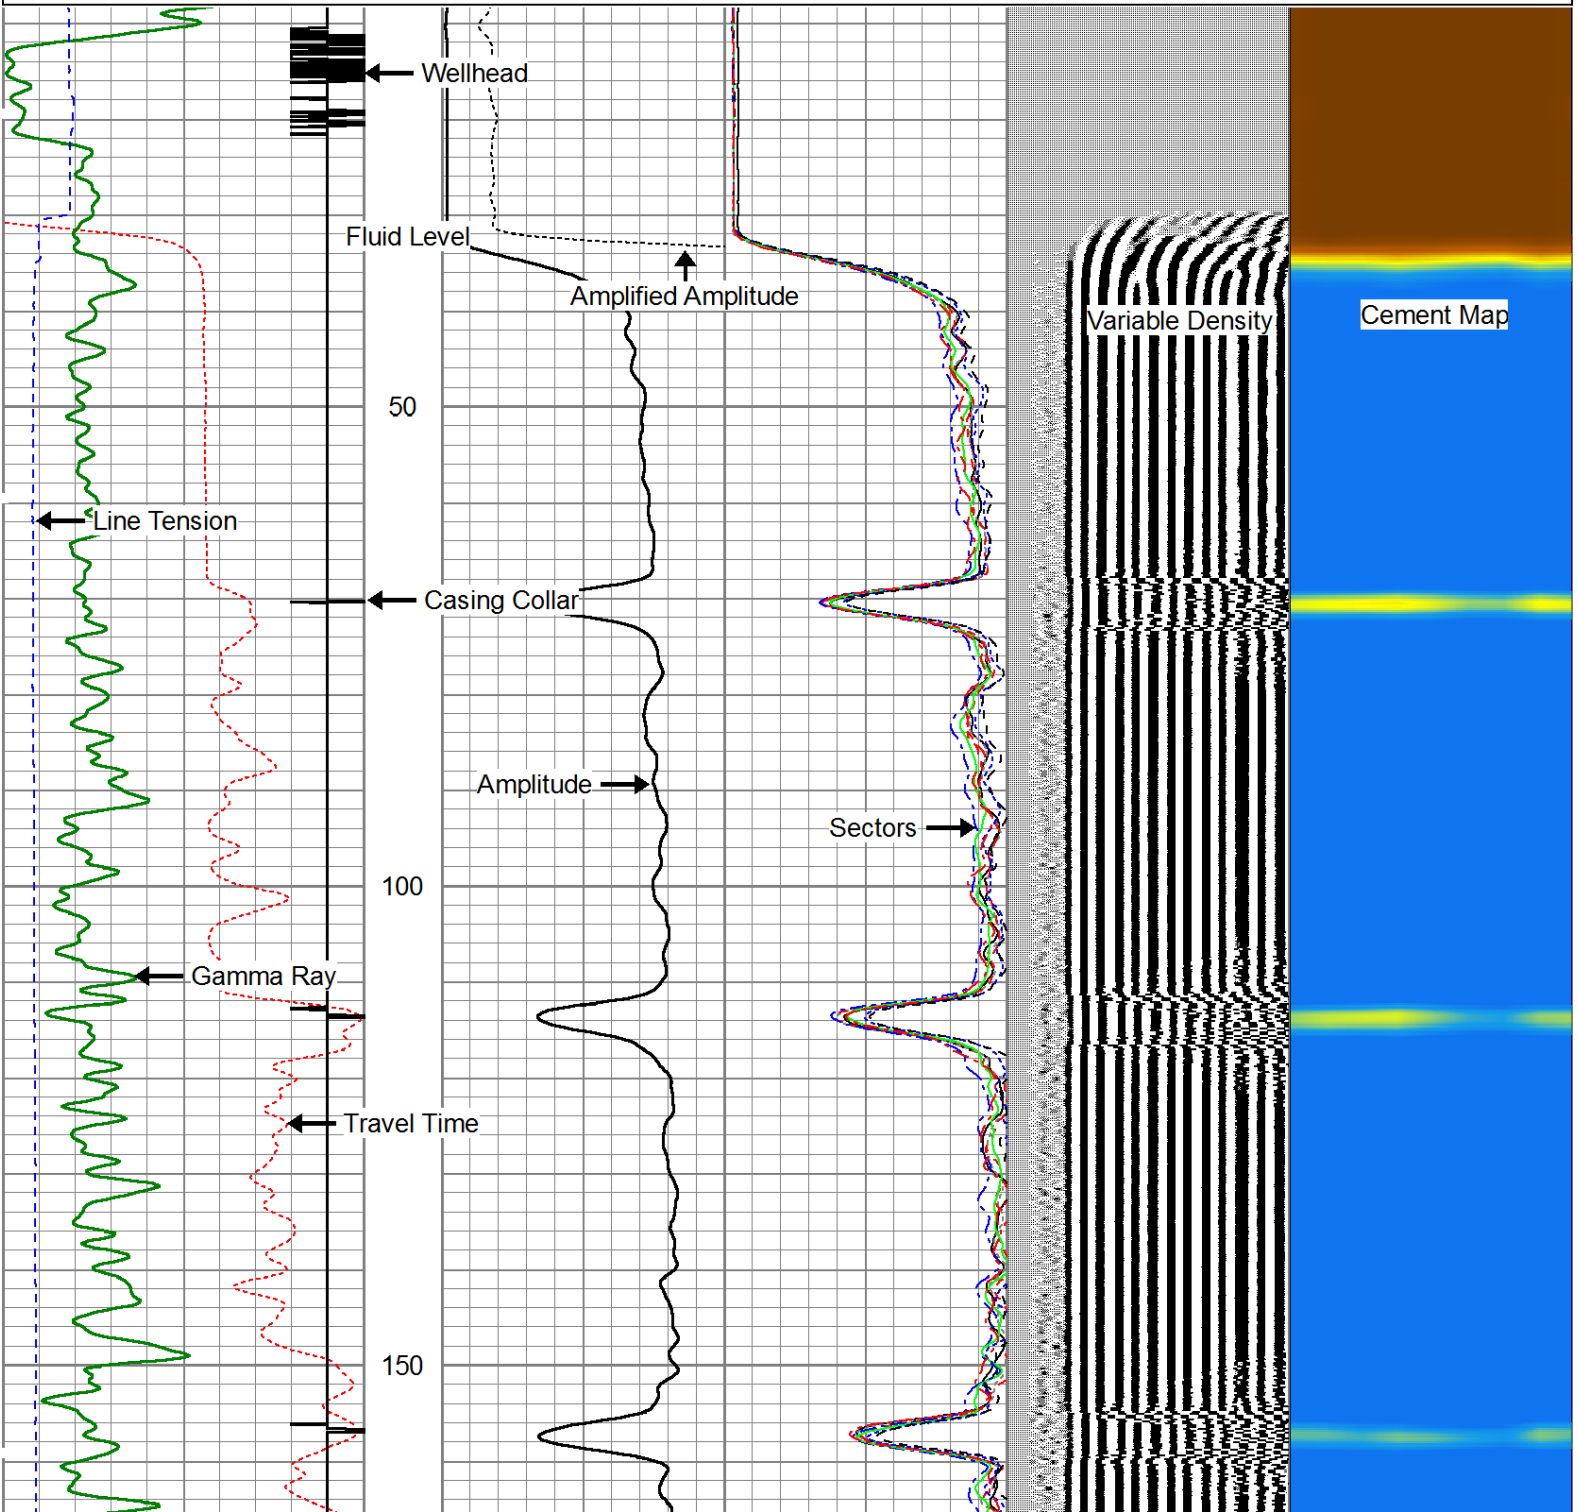 Wellhead
Fluid Level
Amplified Amplitude
Variable Density
Cement Map
50
Line Tension
Casing Collar
Amplitude
Sectors
100
Gamma Ray
Travel Time
150